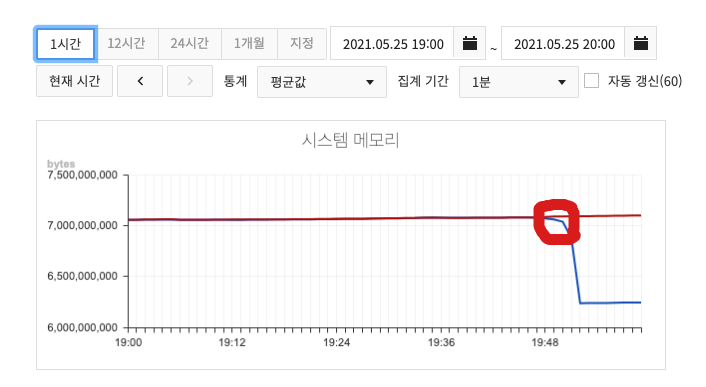 1시간 12시간 24시간 1개월 지정 2021.05.25 19:00 ~ 2021.05.25 20:00
현재 시간 < > 통계 평균값 집계 기간 1분 자동 갱신(60)
시스템 메모리
bytes
7,500,000,000
7,000,000,000
6,500,000,000
6,000,000,000
19:00 19:12 19:24 19:36 19:48